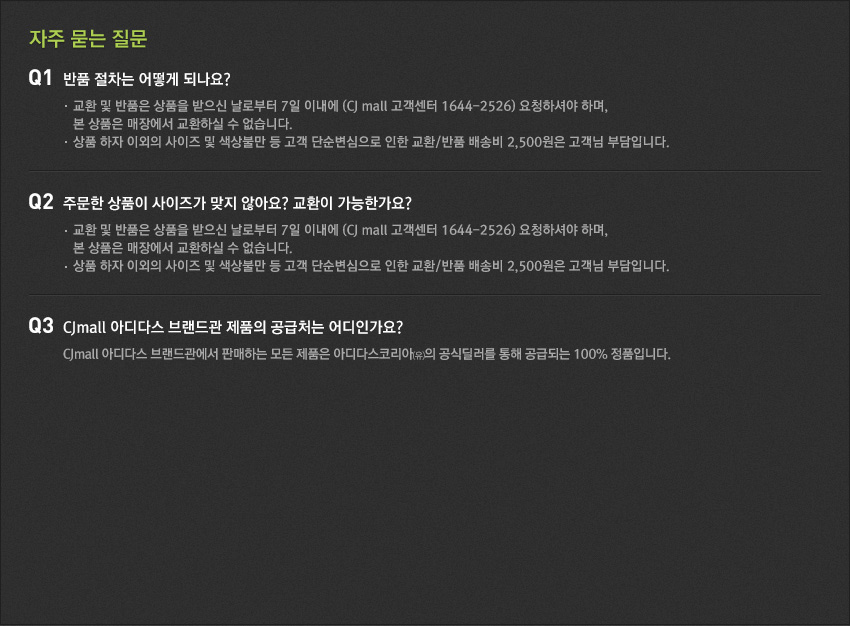 자주 묻는 질문
Q1 반품 절차는 어떻게 되나요?
· 교환 및 반품은 상품을 받으신 날로부터 7일 이내에 (CJ mall 고객센터 1644-2526) 요청하셔야 하며,
본 상품은 매장에서 교환하실 수 없습니다.
· 상품 하자 이외의 사이즈 및 색상불만 등 고객 단순변심으로 인한 교환/반품 배송비 2,500원은 고객님 부담입니다.
Q2 주문한 상품이 사이즈가 맞지 않아요? 교환이 가능한가요?
· 교환 및 반품은 상품을 받으신 날로부터 7일 이내에 (CJ mall 고객센터 1644-2526) 요청하셔야 하며,
본 상품은 매장에서 교환하실 수 없습니다.
· 상품 하자 이외의 사이즈 및 색상불만 등 고객 단순변심으로 인한 교환/반품 배송비 2,500원은 고객님 부담입니다.
Q3 CJmall 아디다스 브랜드관 제품의 공급처는 어디인가요?
CJmall 아디다스 브랜드관에서 판매하는 모든 제품은 아디다스코리아(유)의 공식딜러를 통해 공급되는 100% 정품입니다.